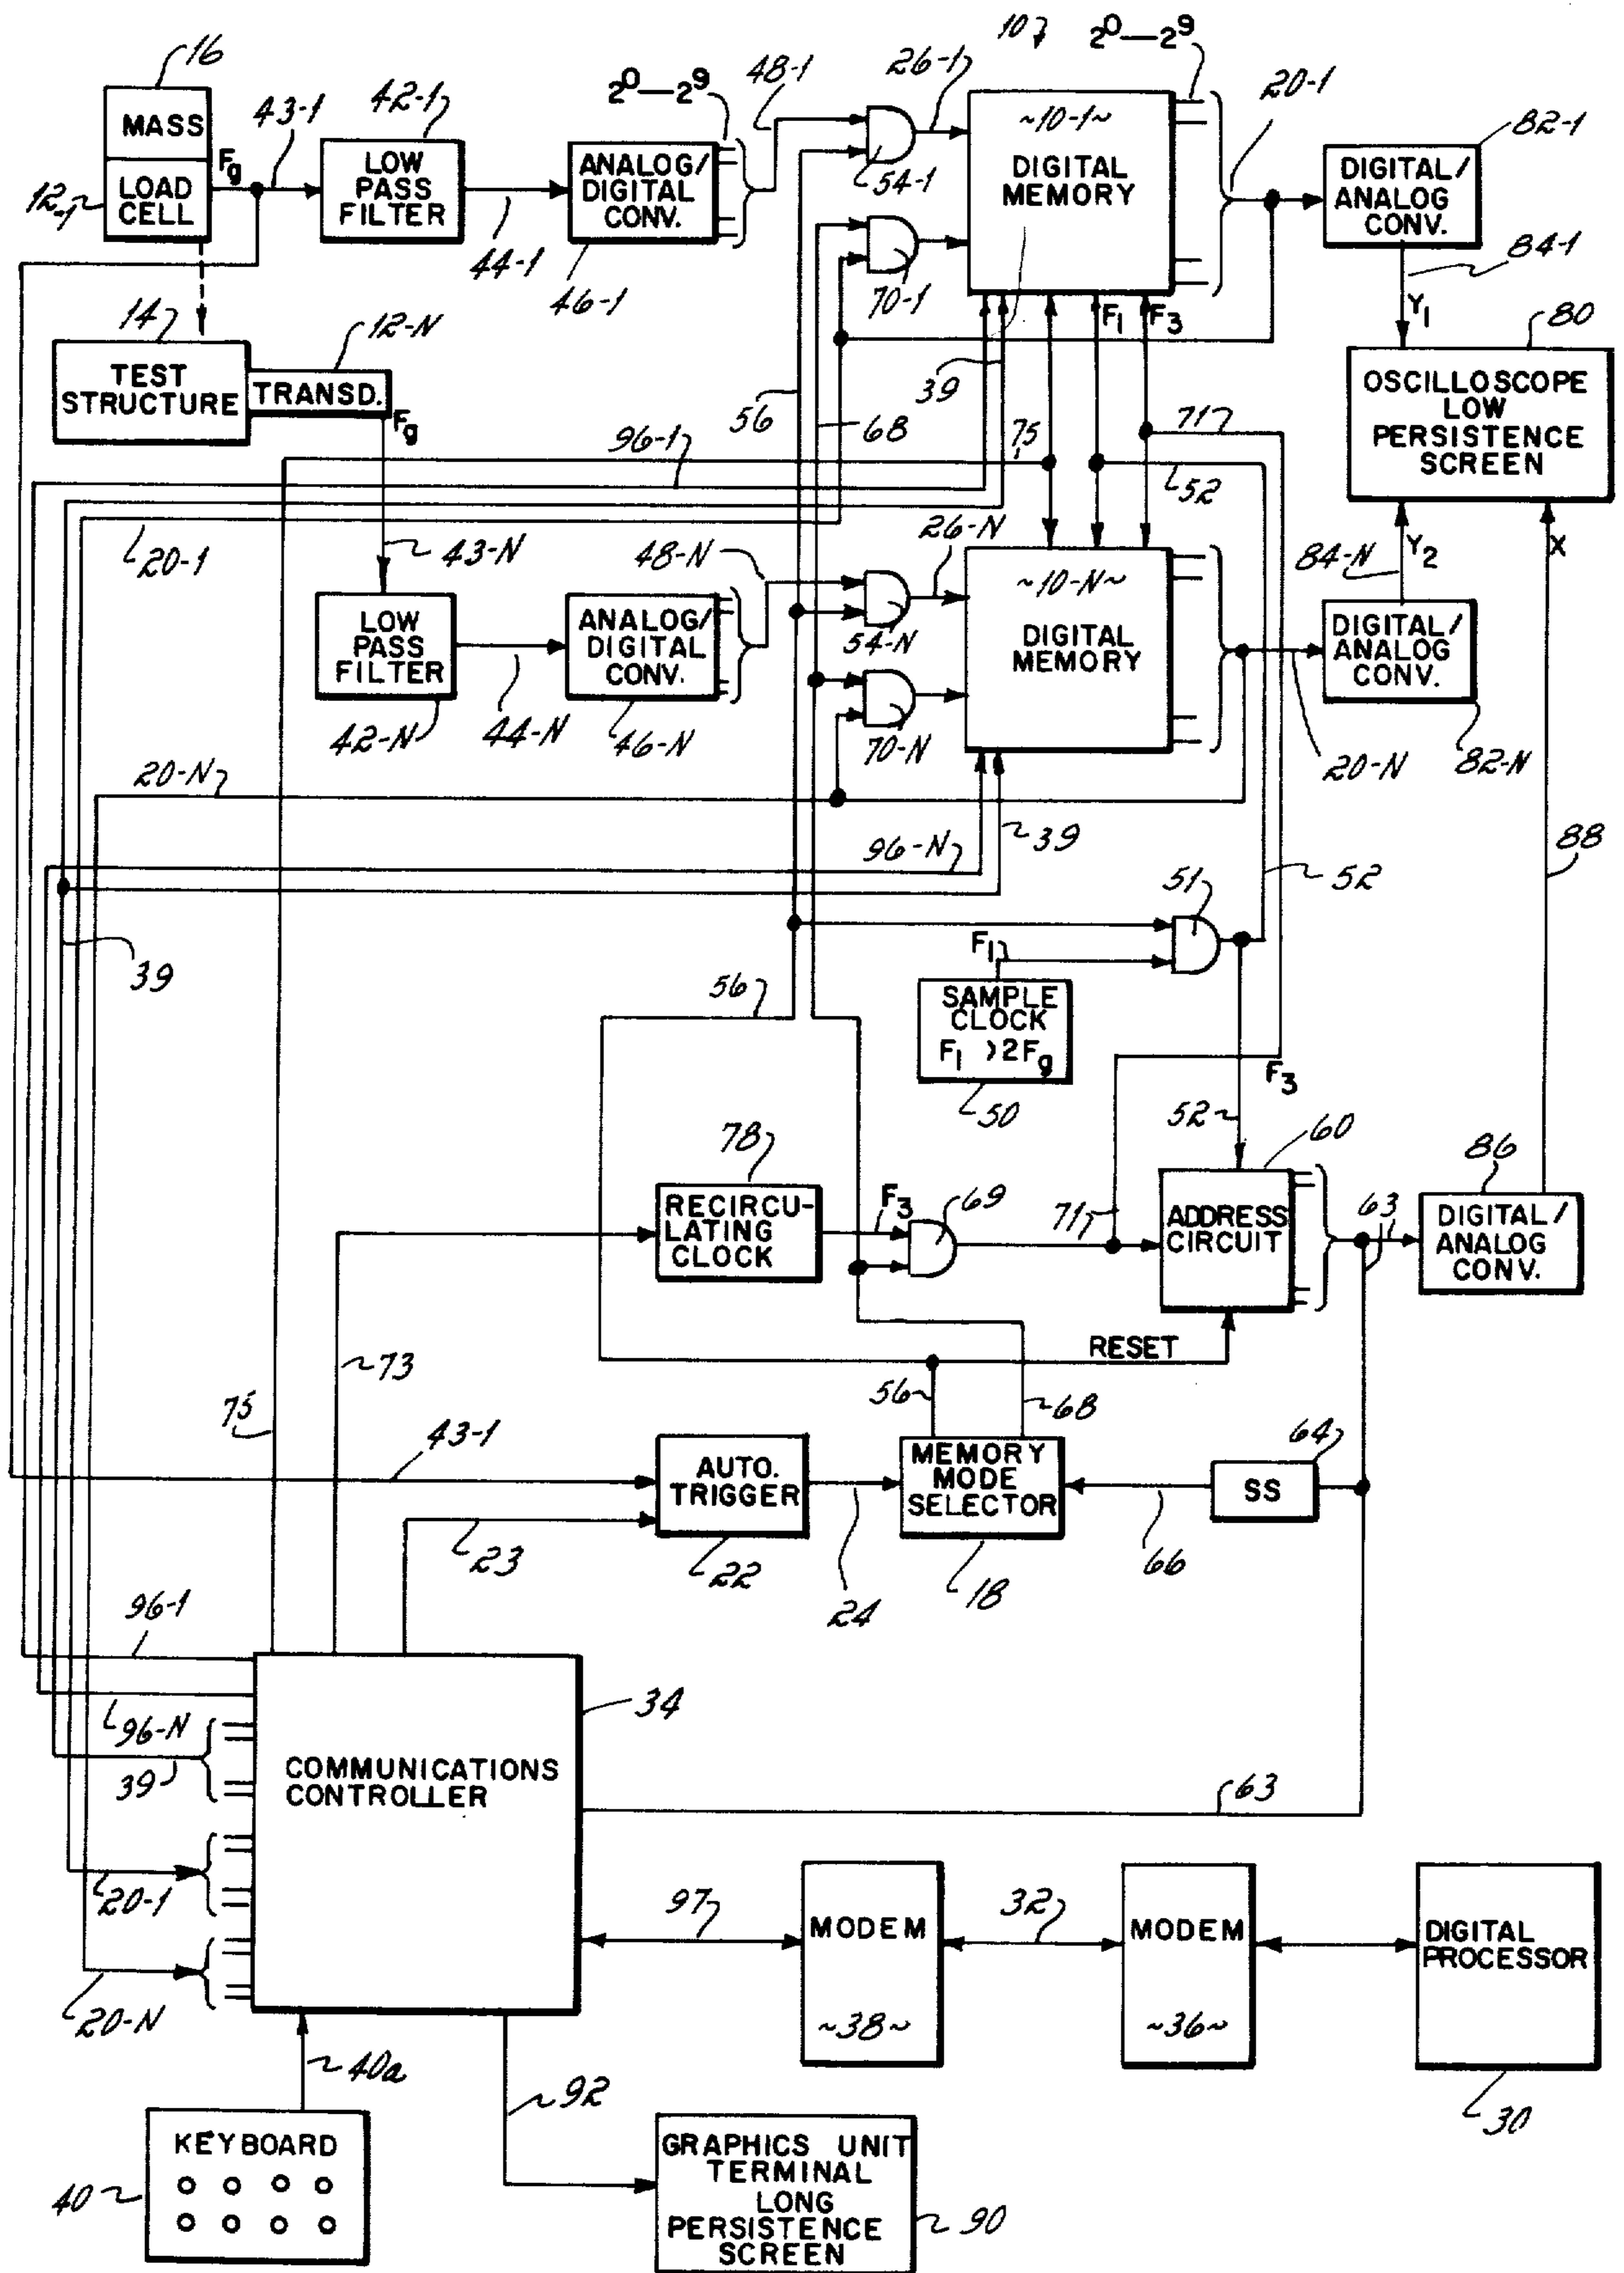 16
MASS
12-1
LOAD
CELL
Fg
43-1
42-1
LOW
PASS
FILTER
44-1
2⁰—2⁹
ANALOG/
DIGITAL
CONV.
46-1
48-1
26-1
54-1
70-1
10
~10-1~
DIGITAL
MEMORY
2⁰—2⁹
20-1
82-1
DIGITAL/
ANALOG
CONV.
84-1
Y1
14
12-N
TEST
STRUCTURE
TRANSD.
Fg
56
68
39
F1
F3
75
71
52
80
OSCILLOSCOPE
LOW
PERSISTENCE
SCREEN
96-1
20-1
43-N
48-N
26-N
54-N
LOW
PASS
FILTER
42-N
44-N
ANALOG/
DIGITAL
CONV.
46-N
70-N
~10-N~
DIGITAL
MEMORY
84-N
Y2
X
DIGITAL/
ANALOG
CONV.
20-N
82-N
20-N
96-N
39
88
39
51
52
F1
56
SAMPLE
CLOCK
F1 >2Fg
50
F3
52
60
78
RECIRCU-
LATING
CLOCK
F3
69
71
ADDRESS
CIRCUIT
63
86
DIGITAL/
ANALOG
CONV.
73
RESET
56
68
75
43-1
AUTO.
TRIGGER
22
23
24
MEMORY
MODE
SELECTOR
18
66
64
SS
96-1
96-N
39
34
COMMUNICATIONS
CONTROLLER
63
20-1
20-N
97
MODEM
~38~
32
MODEM
~36~
DIGITAL
PROCESSOR
30
40a
92
40
KEYBOARD
GRAPHICS UNIT
TERMINAL
LONG
PERSISTENCE
SCREEN
90